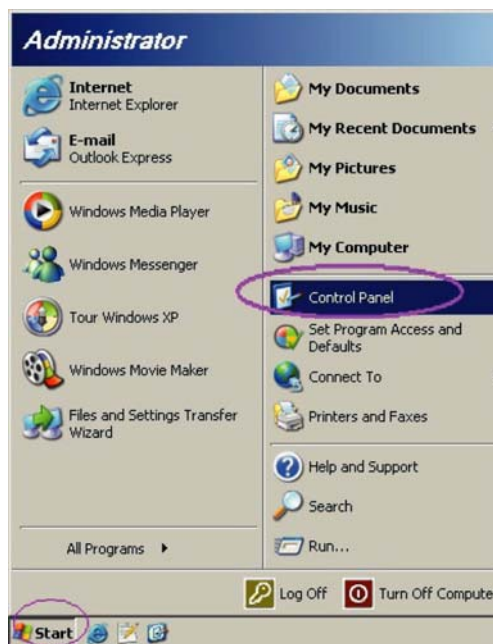 Administrator
Internet
Internet Explorer
E-mail
Outlook Express
Windows Media Player
Windows Messenger
Tour Windows XP
Windows Movie Maker
Files and Settings Transfer
Wizard
All Programs
My Documents
My Recent Documents
My Pictures
My Music
My Computer
Control Panel
Set Program Access and
Defaults
Connect To
Printers and Faxes
Help and Support
Search
Run...
Log Off
Turn Off Compute
Start